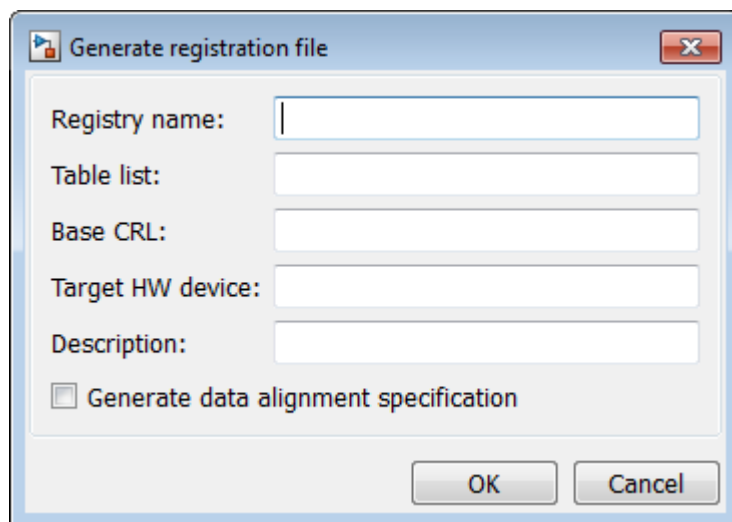 Generate registration file
Registry name:
Table list:
Base CRL:
Target HW device:
Description:
Generate data alignment specification
OK Cancel